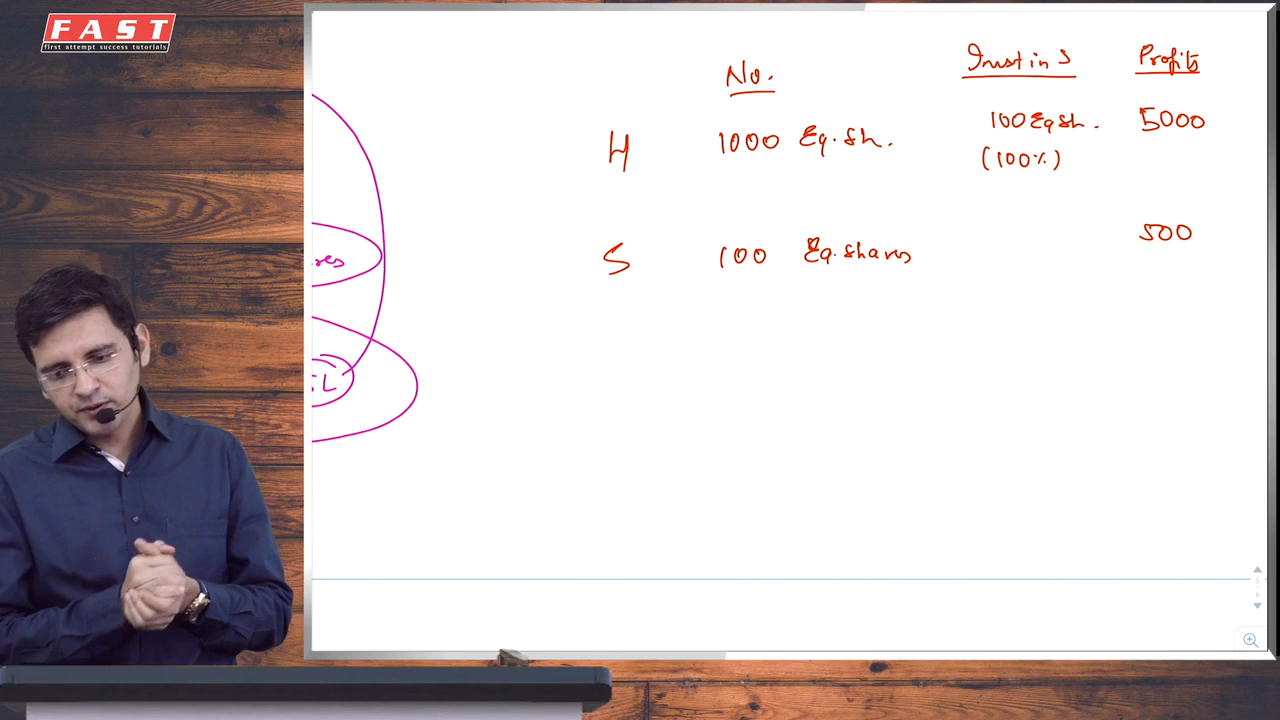 FAST
first attempt success tutorials
No. Invst in S Profits
H 1000 Eq. Sh. 100 Eq Sh. 5000
(100%)
S 100 Eq. Shares 500
SL